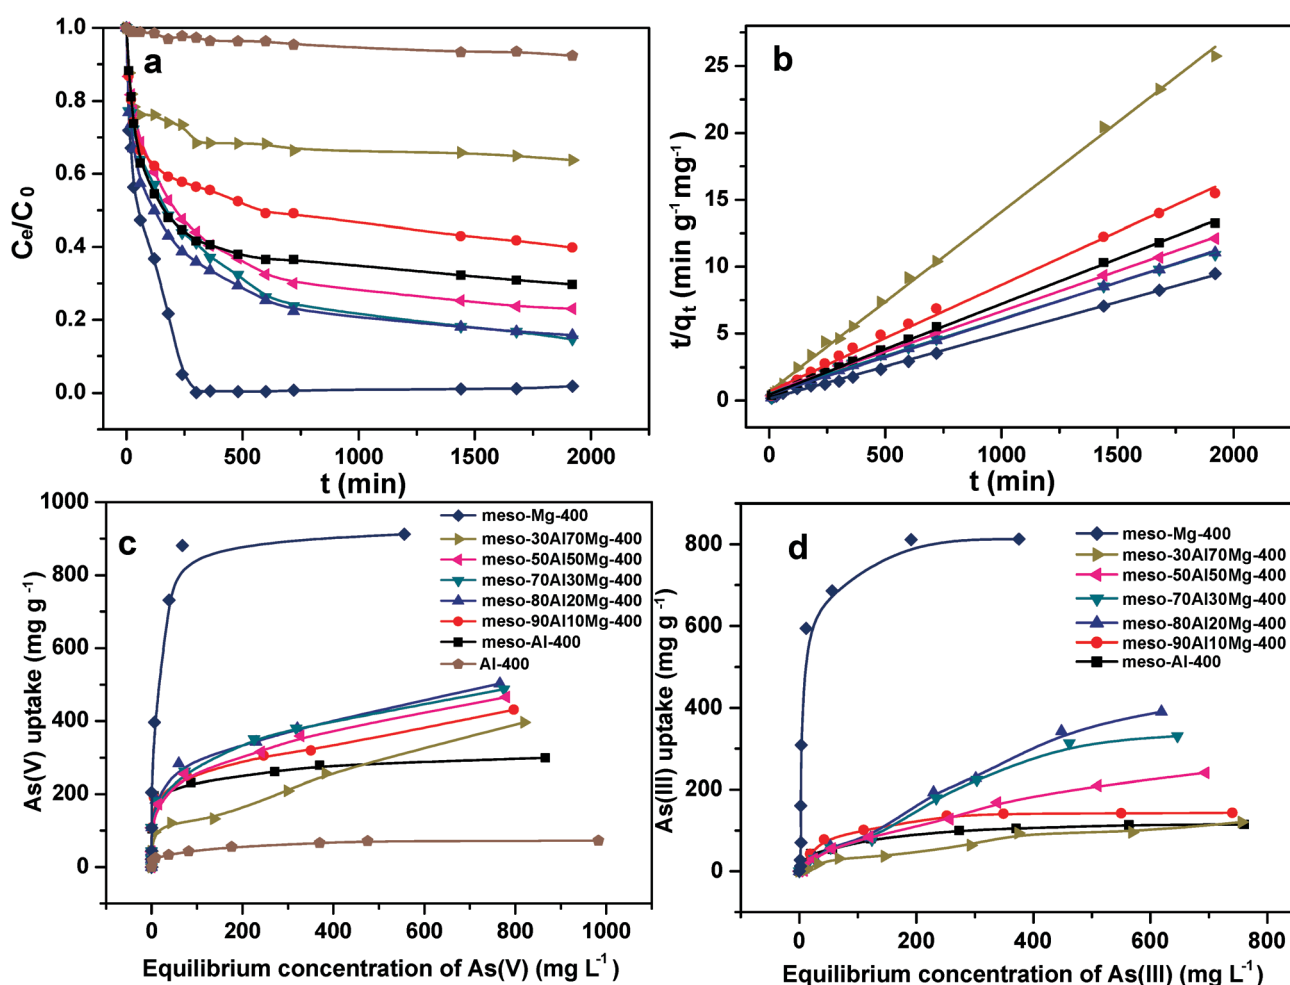 a
1.0
0.8
0.6
0.4
0.2
0.0
Ce/C0
0
500
1000
1500
2000
t (min)
b
25
20
15
10
5
0
t/qt (min g-1 mg-1)
0
500
1000
1500
2000
t (min)
c
1000
800
600
400
200
0
As(V) uptake (mg g-1)
meso-Mg-400
meso-30Al70Mg-400
meso-50Al50Mg-400
meso-70Al30Mg-400
meso-80Al20Mg-400
meso-90Al10Mg-400
meso-Al-400
Al-400
0
200
400
600
800
1000
Equilibrium concentration of As(V) (mg L-1)
d
800
600
400
200
0
As(III) uptake (mg g-1)
meso-Mg-400
meso-30Al70Mg-400
meso-50Al50Mg-400
meso-70Al30Mg-400
meso-80Al20Mg-400
meso-90Al10Mg-400
meso-Al-400
0
200
400
600
800
Equilibrium concentration of As(III) (mg L-1)